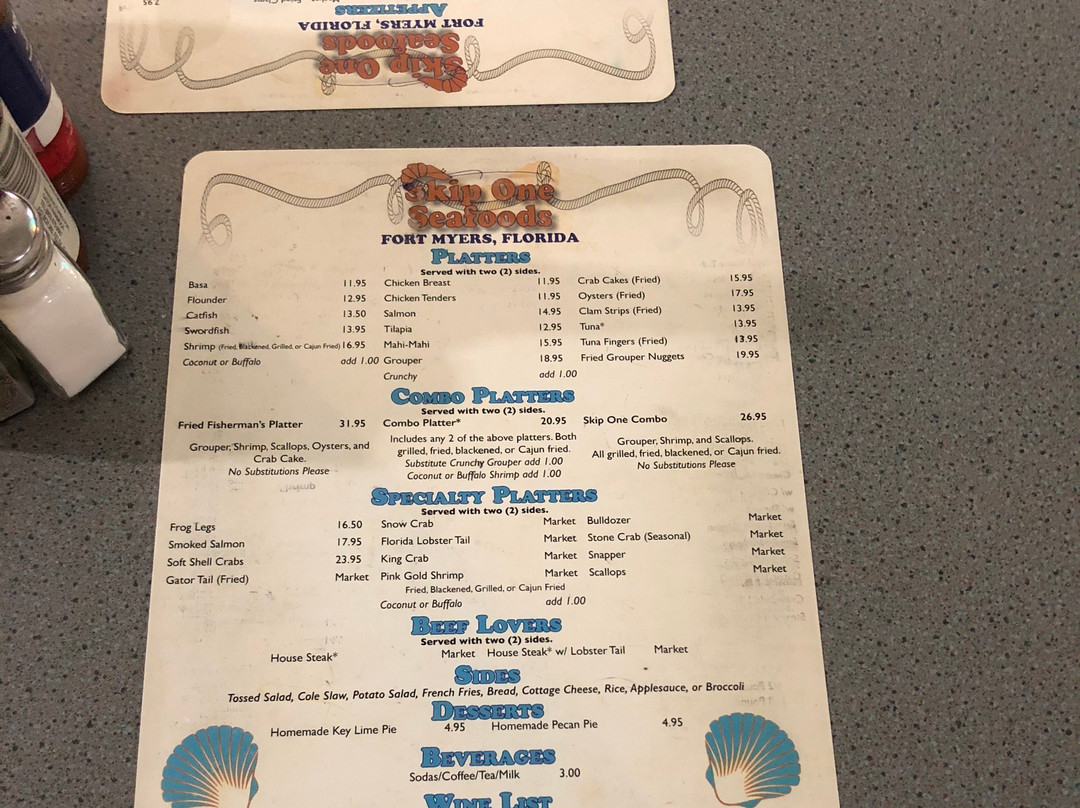 APPETIZERS
FORT MYERS, FLORIDA
Skip One
Seafoods
Skip One
Seafoods
FORT MYERS, FLORIDA
PLATTERS
Served with two (2) sides.
Basa 11.95 Chicken Breast 11.95 Crab Cakes (Fried) 15.95
Flounder 12.95 Chicken Tenders 11.95 Oysters (Fried) 17.95
Catfish 13.50 Salmon 14.95 Clam Strips (Fried) 13.95
Swordfish 13.95 Tilapia 12.95 Tuna* 13.95
Shrimp (Fried, Blackened, Grilled, or Cajun Fried) 16.95 Mahi-Mahi 15.95 Tuna Fingers (Fried) 13.95
Coconut or Buffalo add 1.00 Grouper 18.95 Fried Grouper Nuggets 19.95
Crunchy add 1.00
COMBO PLATTERS
Served with two (2) sides.
Fried Fisherman's Platter 31.95 Combo Platter* 20.95 Skip One Combo 26.95
Grouper, Shrimp, Scallops, Oysters, and
Crab Cake.
No Substitutions Please
Includes any 2 of the above platters. Both
grilled, fried, blackened, or Cajun fried.
Substitute Crunchy Grouper add 1.00
Coconut or Buffalo Shrimp add 1.00
Grouper, Shrimp, and Scallops.
All grilled, fried, blackened, or Cajun fried.
No Substitutions Please
SPECIALTY PLATTERS
Served with two (2) sides.
Frog Legs 16.50 Snow Crab Market Bulldozer Market
Smoked Salmon 17.95 Florida Lobster Tail Market Stone Crab (Seasonal) Market
Soft Shell Crabs 23.95 King Crab Market Snapper Market
Gator Tail (Fried) Market Pink Gold Shrimp Market Scallops Market
Fried, Blackened, Grilled, or Cajun Fried
Coconut or Buffalo add 1.00
BEEF LOVERS
Served with two (2) sides.
House Steak* Market House Steak* w/ Lobster Tail Market
SIDES
Tossed Salad, Cole Slaw, Potato Salad, French Fries, Bread, Cottage Cheese, Rice, Applesauce, or Broccoli
DESSERTS
Homemade Key Lime Pie 4.95 Homemade Pecan Pie 4.95
BEVERAGES
Sodas/Coffee/Tea/Milk 3.00
WINE LIST